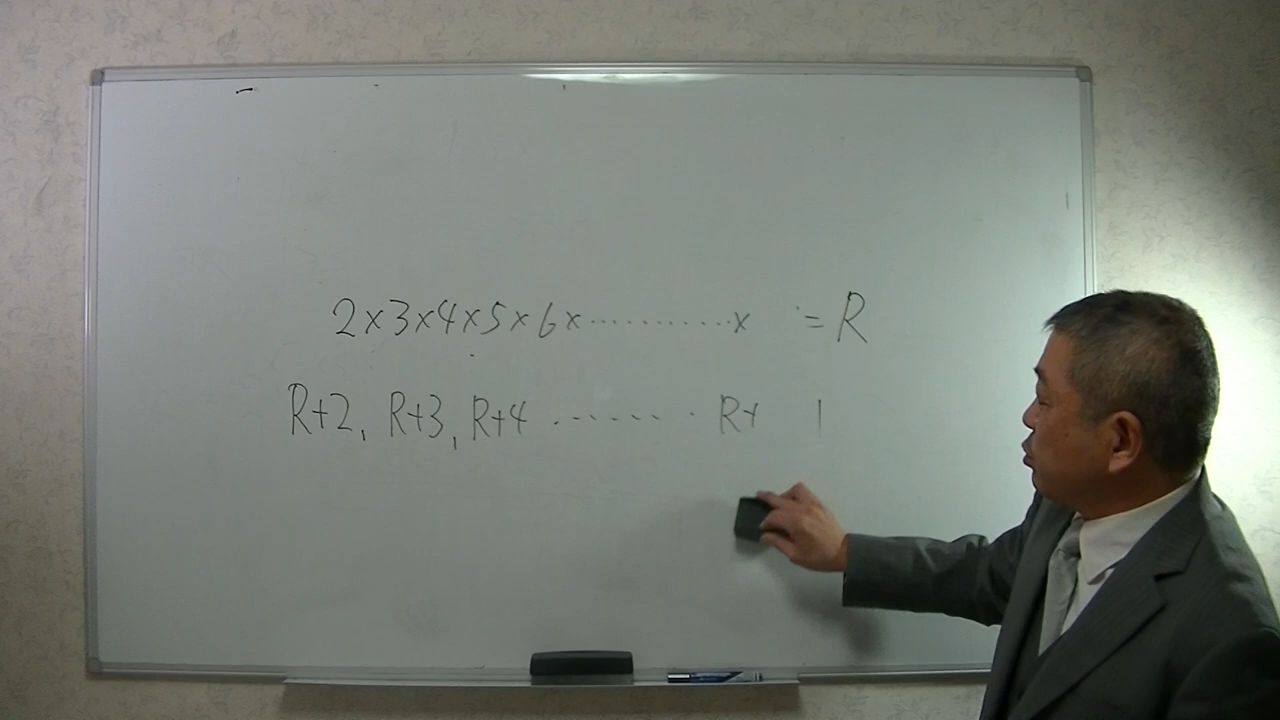 2×3×4×5×6×...........× = R
R+2, R+3, R+4 ........ R+ 1